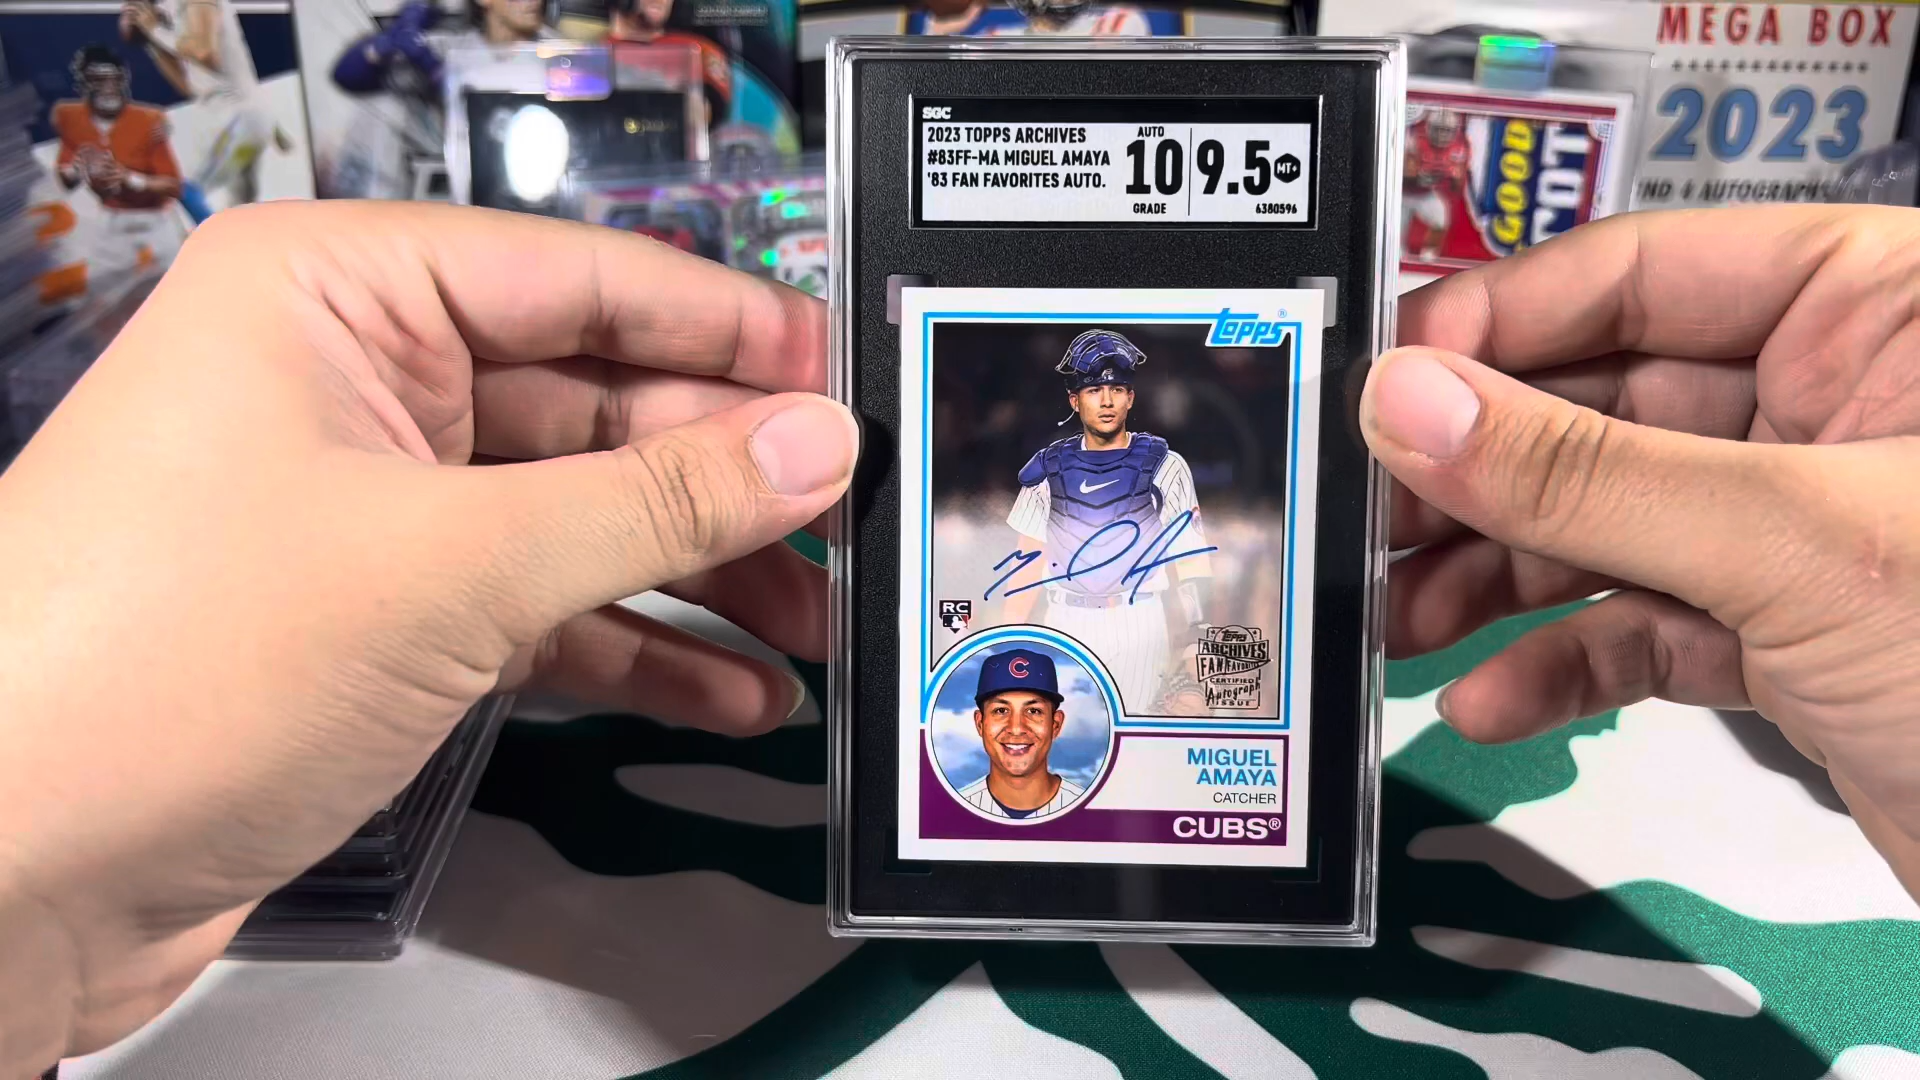 MEGA BOX
2023
GOOD
SGC
2023 TOPPS ARCHIVES
#83FF-MA MIGUEL AMAYA
'83 FAN FAVORITES AUTO.
AUTO
10
GRADE
9.5
MT+
6380596
topps®
RC
TOPPS
ARCHIVES
FAN FAVORITES
CERTIFIED
Autograph
ISSUE
C
MIGUEL
AMAYA
CATCHER
CUBS®